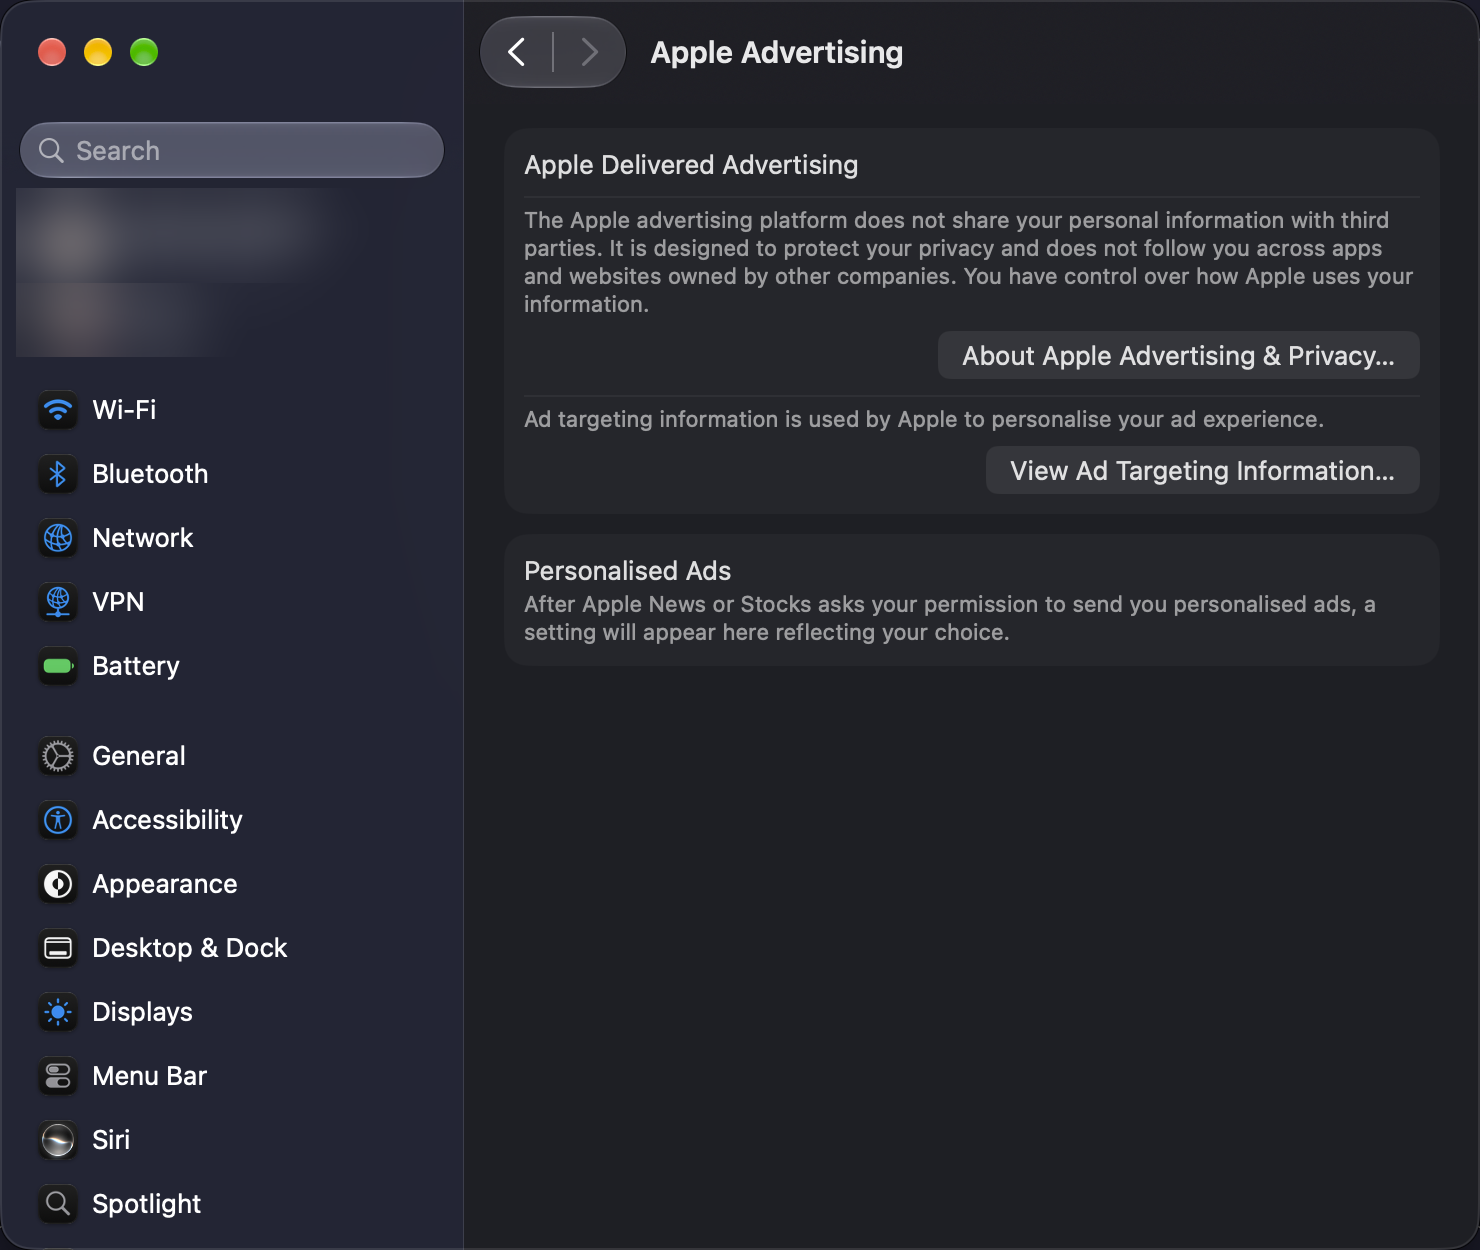 Apple Advertising
Search
Wi-Fi
Bluetooth
Network
VPN
Battery
General
Accessibility
Appearance
Desktop & Dock
Displays
Menu Bar
Siri
Spotlight
Apple Delivered Advertising
The Apple advertising platform does not share your personal information with third
parties. It is designed to protect your privacy and does not follow you across apps
and websites owned by other companies. You have control over how Apple uses your
information.
About Apple Advertising & Privacy...
Ad targeting information is used by Apple to personalise your ad experience.
View Ad Targeting Information...
Personalised Ads
After Apple News or Stocks asks your permission to send you personalised ads, a
setting will appear here reflecting your choice.